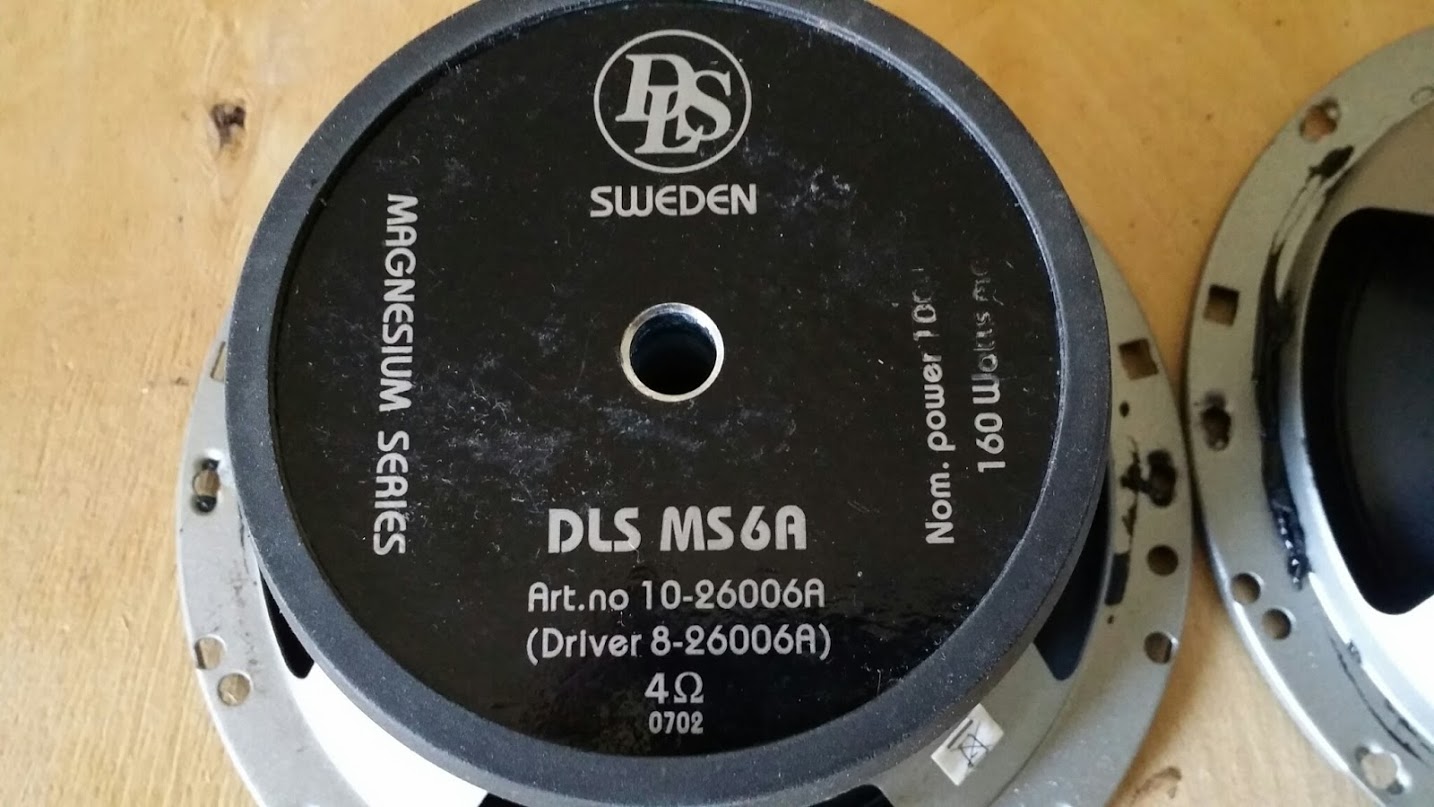 DLS
SWEDEN
MAGNESIUM SERIES
Nom. power
160 Watts
DLS MS6A
Art.no 10-26006A
(Driver 8-26006A)
4Ω
0702